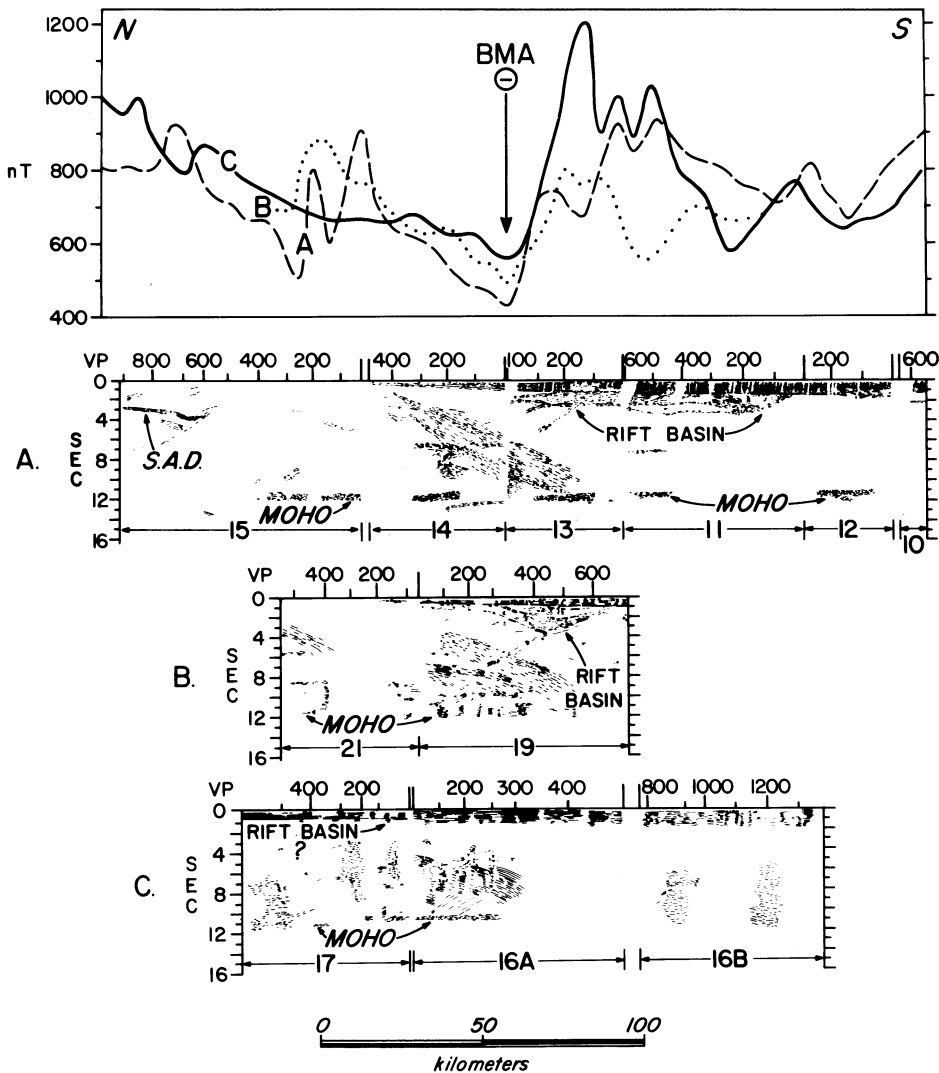 N S
1200
BMA
⊖
1000
C
nT 800
B
A
600
400
VP 800 600 400 200 400 200 100 200 600 400 200 200 600
0
4
S RIFT BASIN
A. E S.A.D.
C 8
12
MOHO MOHO
16 15 14 13 11 12 10
VP 400 200 200 400 600
0
4
S
B. E RIFT
C 8 BASIN
12 MOHO
16 21 19
VP 400 200 200 300 400 800 1000 1200
0
RIFT BASIN
?
4
S
C. E
C 8
12 MOHO
16 17 16A 16B
0 50 100
kilometers